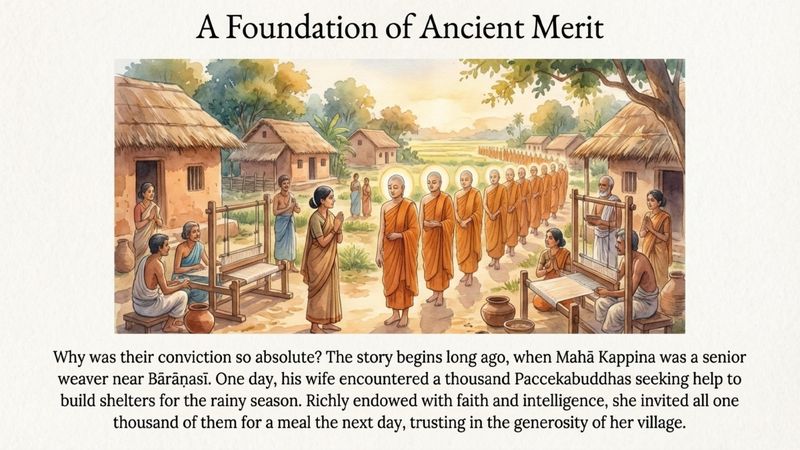 A Foundation of Ancient Merit
Why was their conviction so absolute? The story begins long ago, when Mahā Kappina was a senior
weaver near Bārāṇasī. One day, his wife encountered a thousand Paccekabuddhas seeking help to
build shelters for the rainy season. Richly endowed with faith and intelligence, she invited all one
thousand of them for a meal the next day, trusting in the generosity of her village.